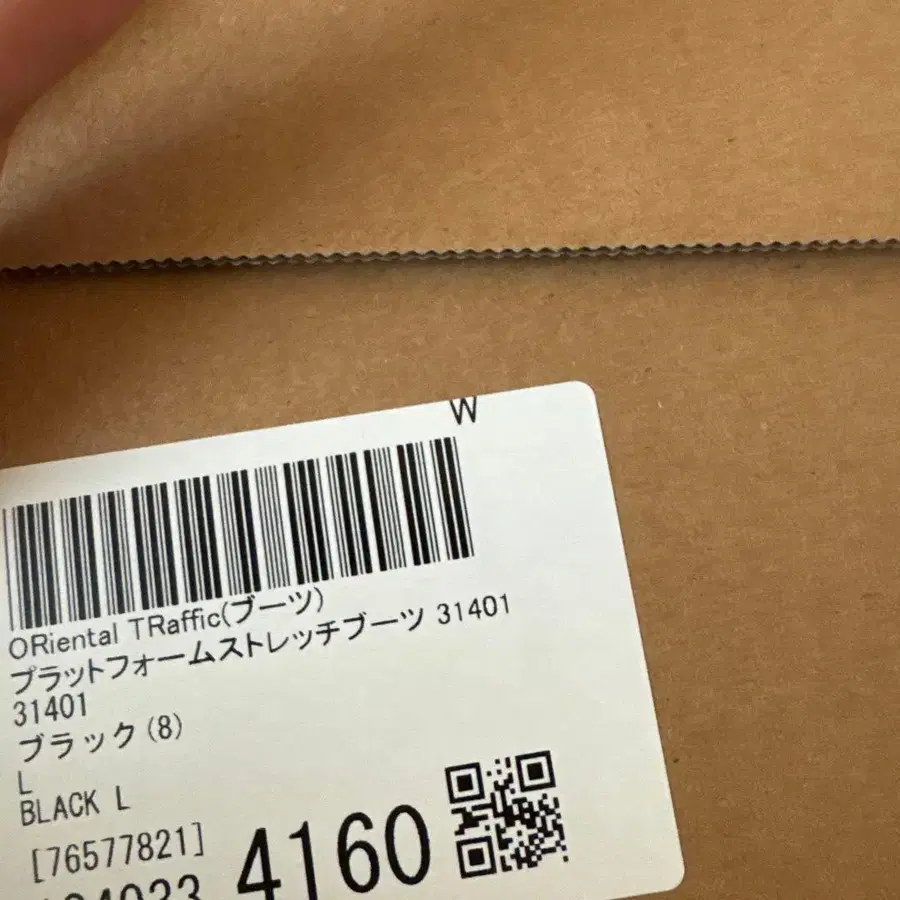 W
ORiental TRaffic(ブーツ)
プラットフォームストレッチブーツ 31401
31401
ブラック(8)
L
BLACK L
[76577821]
4160